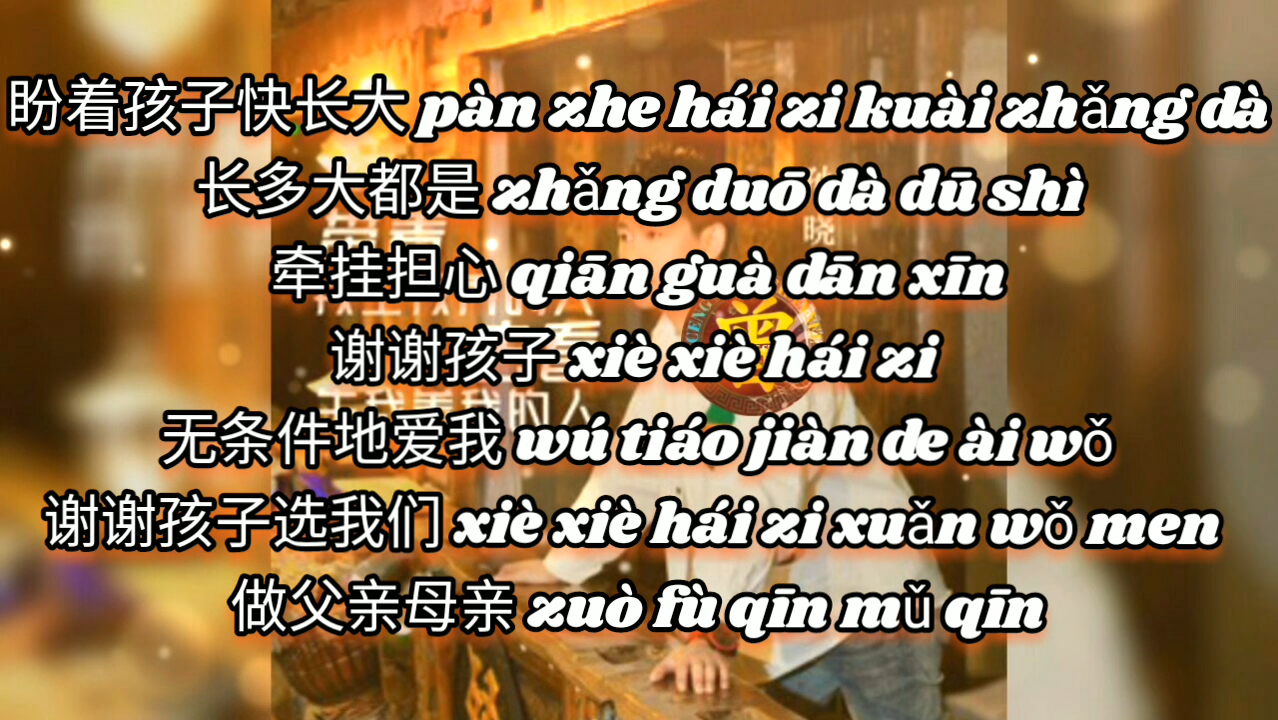 盼着孩子快长大 pàn zhe hái zi kuài zhǎng dà
长多大都是 zhǎng duō dà dū shì
牵挂担心 qiān guà dān xīn
谢谢孩子 xiè xiè hái zi
无条件地爱我 wú tiáo jiàn de ài wǒ
谢谢孩子选我们 xiè xiè hái zi xuǎn wǒ men
做父亲母亲 zuò fù qīn mǔ qīn
晓
曾
CENG